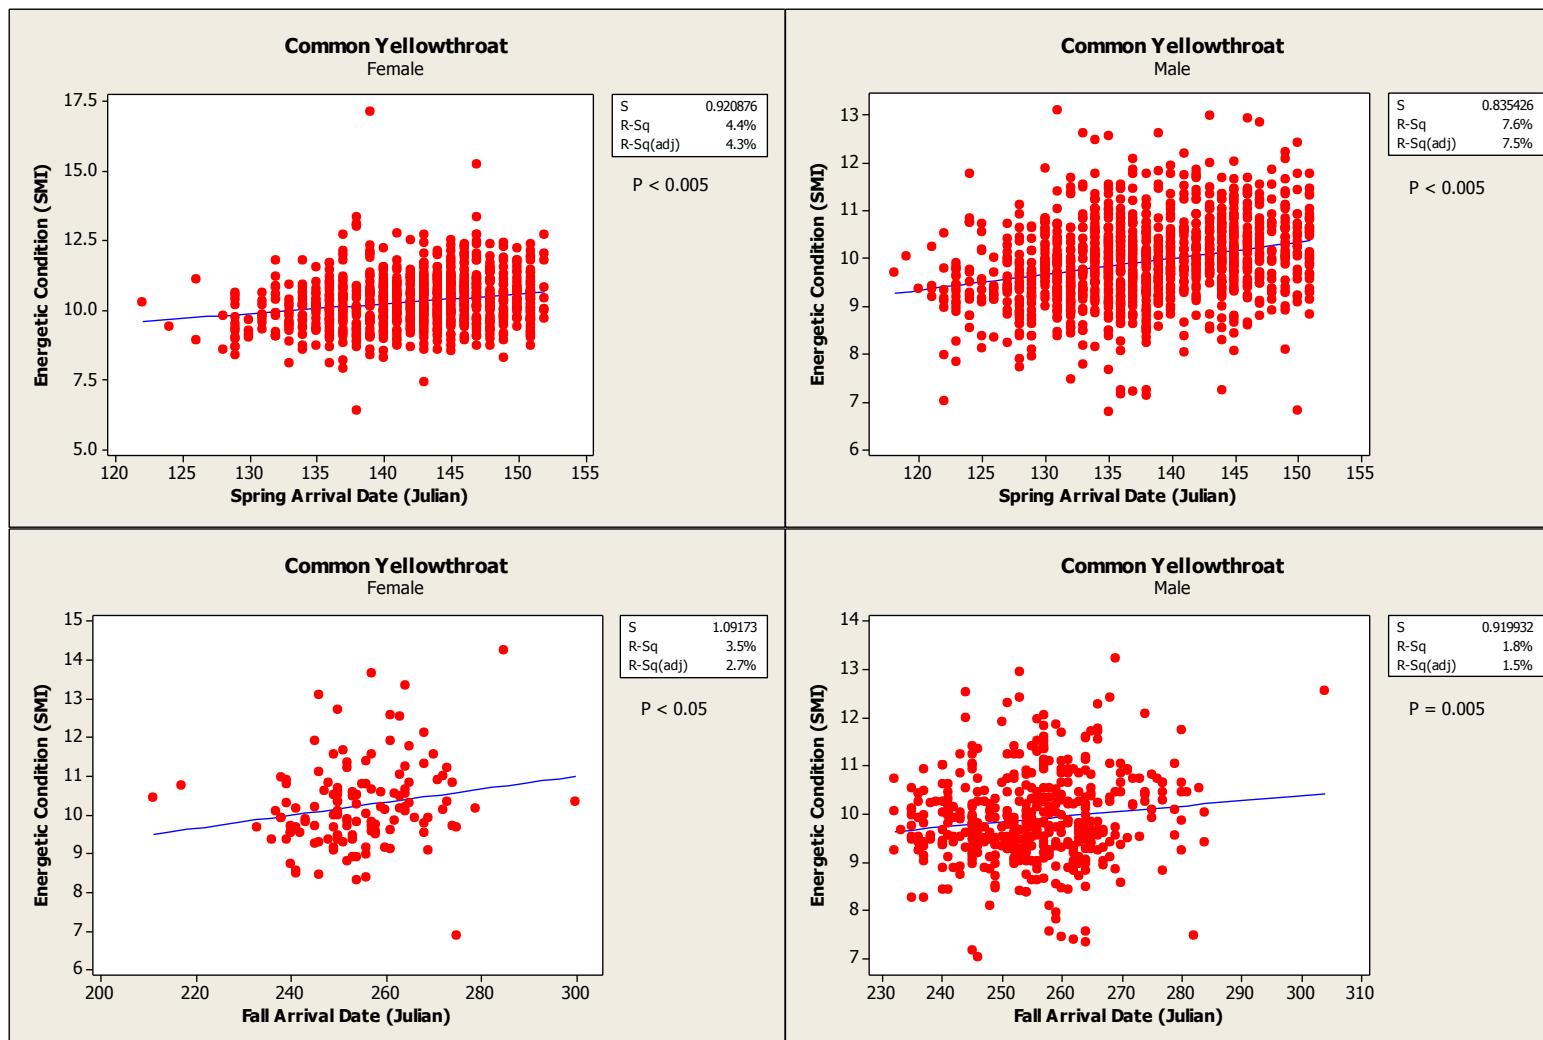 Common Yellowthroat
Female
Energetic Condition (SMI)
17.5
15.0
12.5
10.0
7.5
5.0
120 125 130 135 140 145 150 155
Spring Arrival Date (Julian)
S 0.920876
R-Sq 4.4%
R-Sq(adj) 4.3%
P < 0.005
Common Yellowthroat
Male
Energetic Condition (SMI)
13
12
11
10
9
8
7
6
120 125 130 135 140 145 150 155
Spring Arrival Date (Julian)
S 0.835426
R-Sq 7.6%
R-Sq(adj) 7.5%
P < 0.005
Common Yellowthroat
Female
Energetic Condition (SMI)
15
14
13
12
11
10
9
8
7
6
200 220 240 260 280 300
Fall Arrival Date (Julian)
S 1.09173
R-Sq 3.5%
R-Sq(adj) 2.7%
P < 0.05
Common Yellowthroat
Male
Energetic Condition (SMI)
14
13
12
11
10
9
8
7
230 240 250 260 270 280 290 300 310
Fall Arrival Date (Julian)
S 0.919932
R-Sq 1.8%
R-Sq(adj) 1.5%
P = 0.005